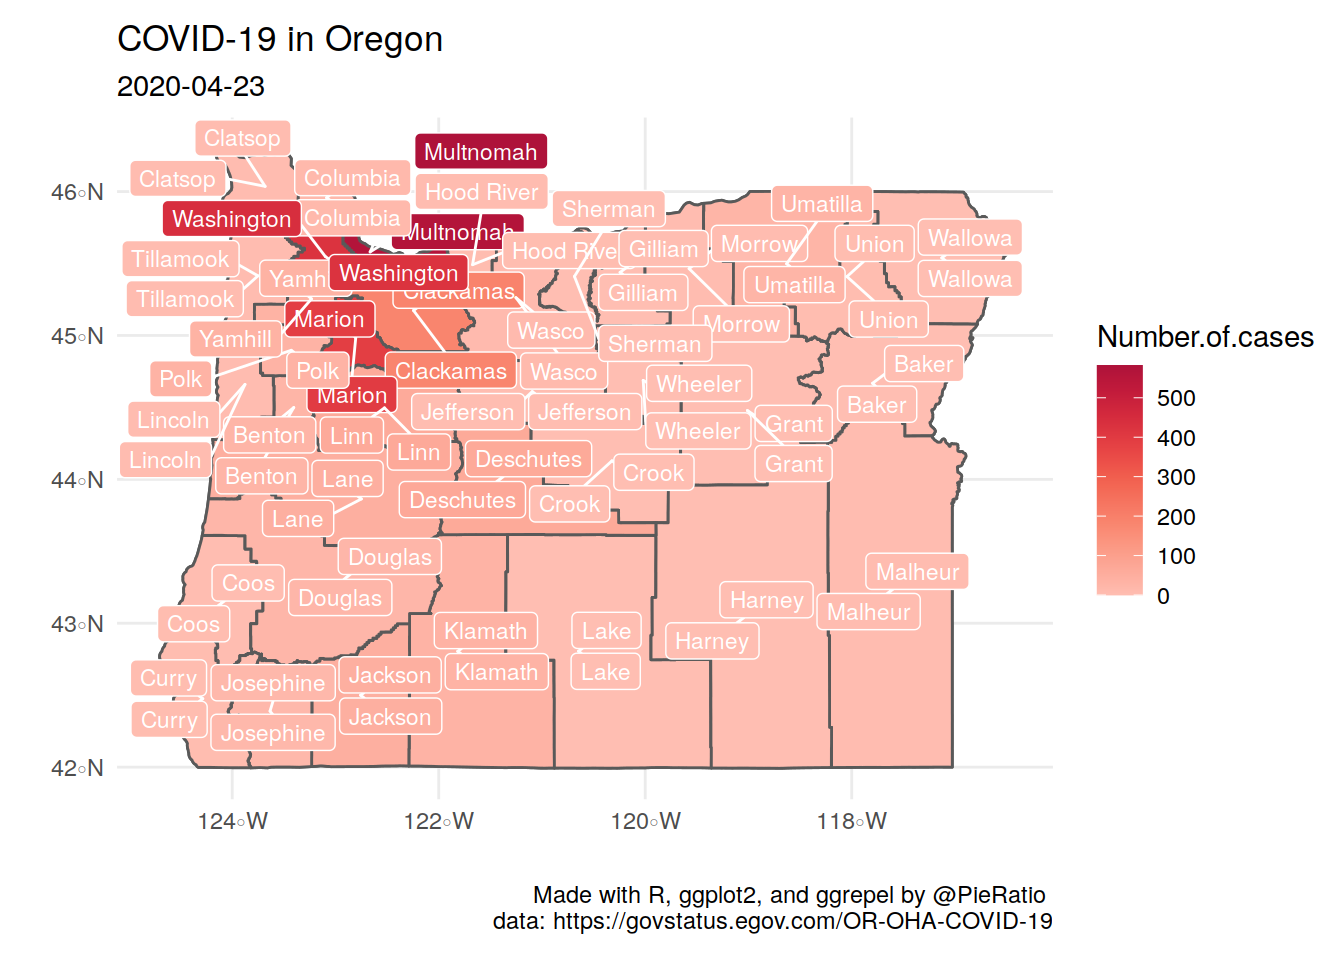 COVID-19 in Oregon
2020-04-23
Clatsop
Multnomah
Clatsop
Columbia
Hood River
46°N
Washington
Columbia
Sherman
Umatilla
Multnomah
Tillamook
Hood Rive
Gilliam
Morrow
Union
Wallowa
Yamh
Washington
Wallowa
Tillamook
Clackamas
Gilliam
Umatilla
Marion
Wasco
Morrow
Union
45°N
Yamhill
Sherman
Number.of.cases
Polk
Polk
Clackamas
Wasco
Wheeler
Baker
Marion
500
Lincoln
Jefferson
Jefferson
Baker
400
Benton
Linn
Wheeler
Grant
300
Lincoln
Linn
Deschutes
Grant
200
Benton
Lane
Crook
100
44°N
Deschutes
Crook
0
Lane
Douglas
Malheur
Coos
Douglas
Harney
Malheur
43°N
Coos
Klamath
Lake
Harney
Curry
Josephine
Jackson
Klamath
Lake
Curry
Josephine
Jackson
42°N
124°W
122°W
120°W
118°W
Made with R, ggplot2, and ggrepel by @PieRatio
data: https://govstatus.egov.com/OR-OHA-COVID-19